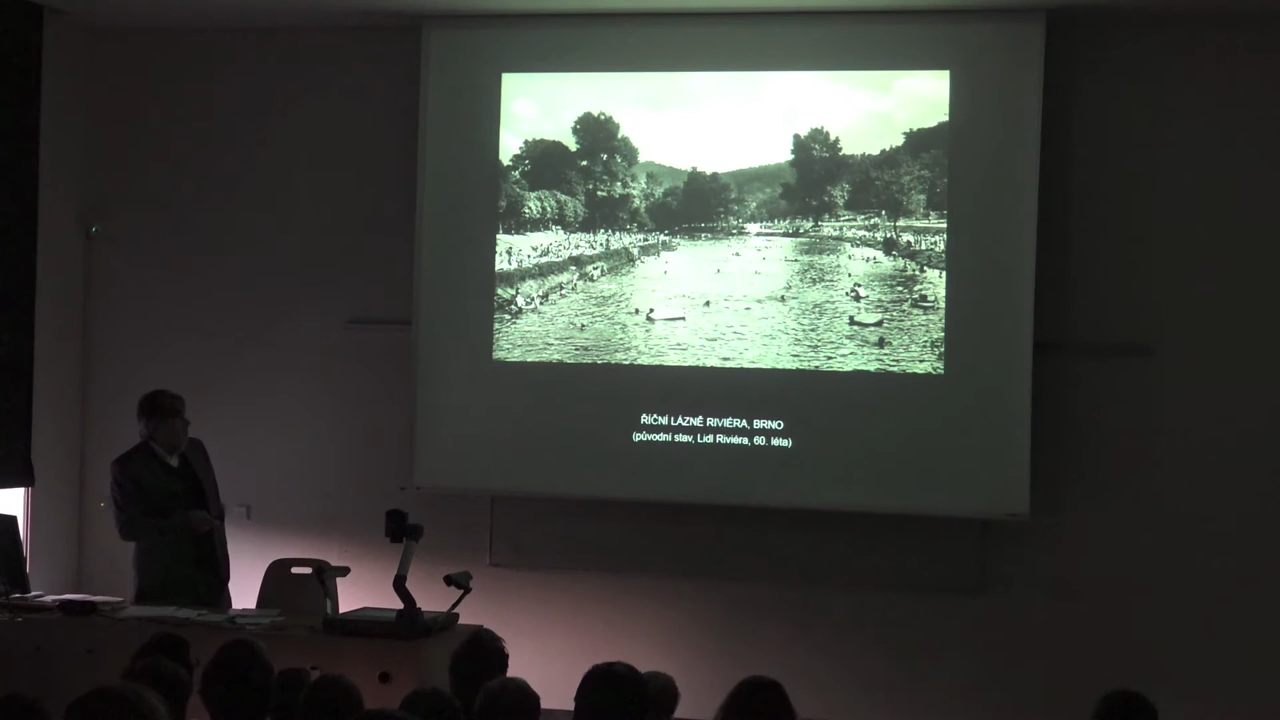 ŘÍČNÍ LÁZNĚ RIVIÉRA, BRNO
(původní stav, Lidl Riviéra, 60. léta)